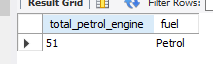 Result Grid Filter Rows:
total_petrol_engine fuel
51 Petrol